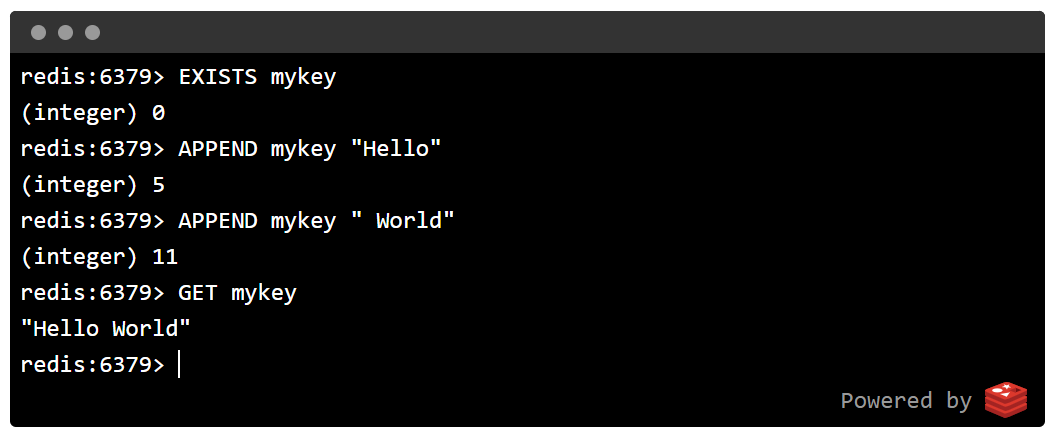 redis:6379> EXISTS mykey
(integer) 0
redis:6379> APPEND mykey "Hello"
(integer) 5
redis:6379> APPEND mykey " World"
(integer) 11
redis:6379> GET mykey
"Hello World"
redis:6379>
Powered by